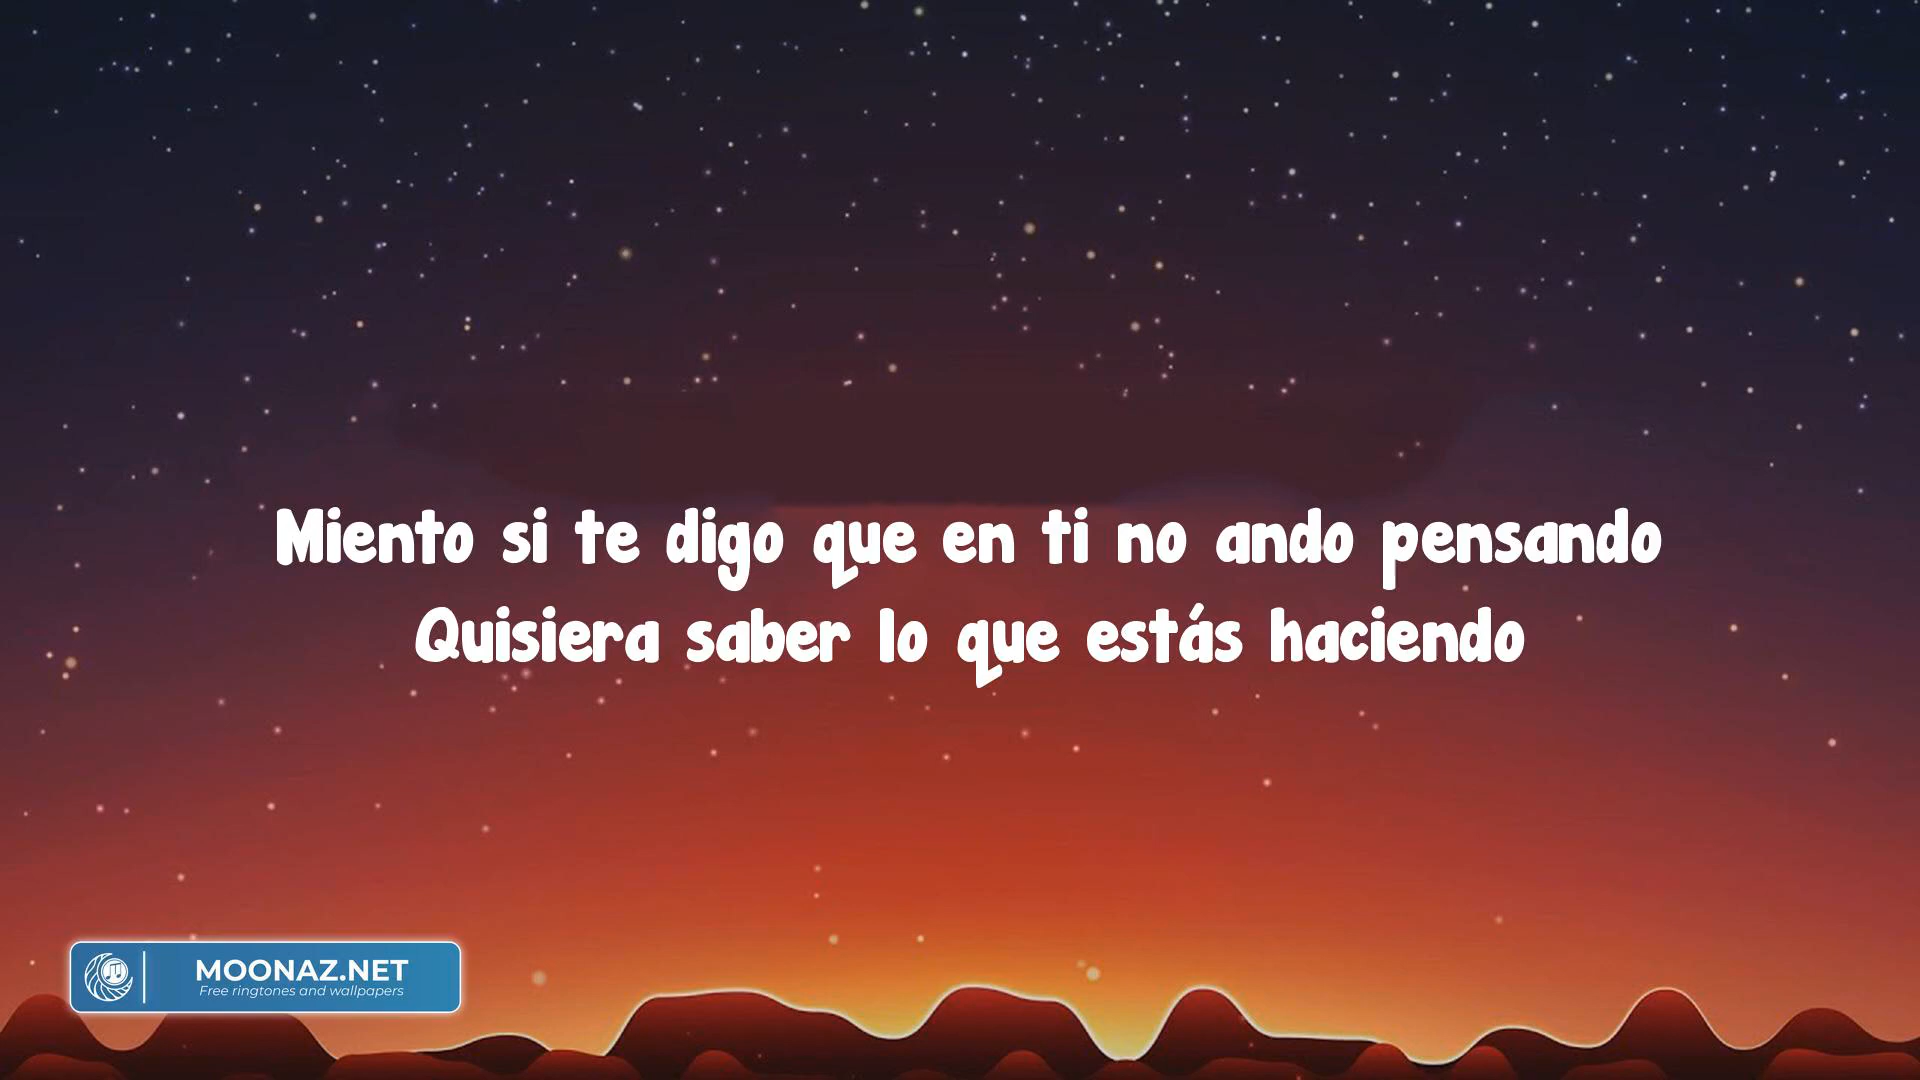 Miento si te digo que en ti no ando pensando
Quisiera saber lo que estás haciendo
MOONAZ.NET
Free ringtones and wallpapers